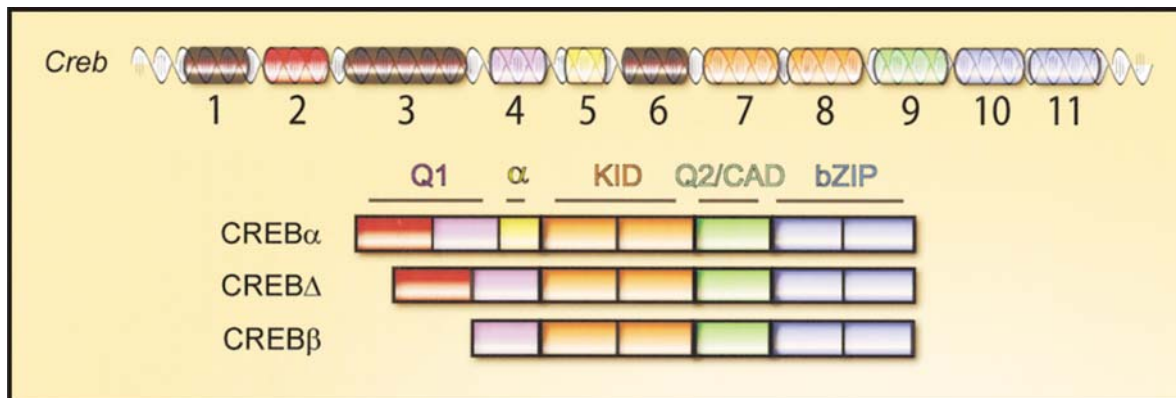 Creb
1 2 3 4 5 6 7 8 9 10 11
Q1 α KID Q2/CAD bZIP
CREBα
CREBΔ
CREBβ